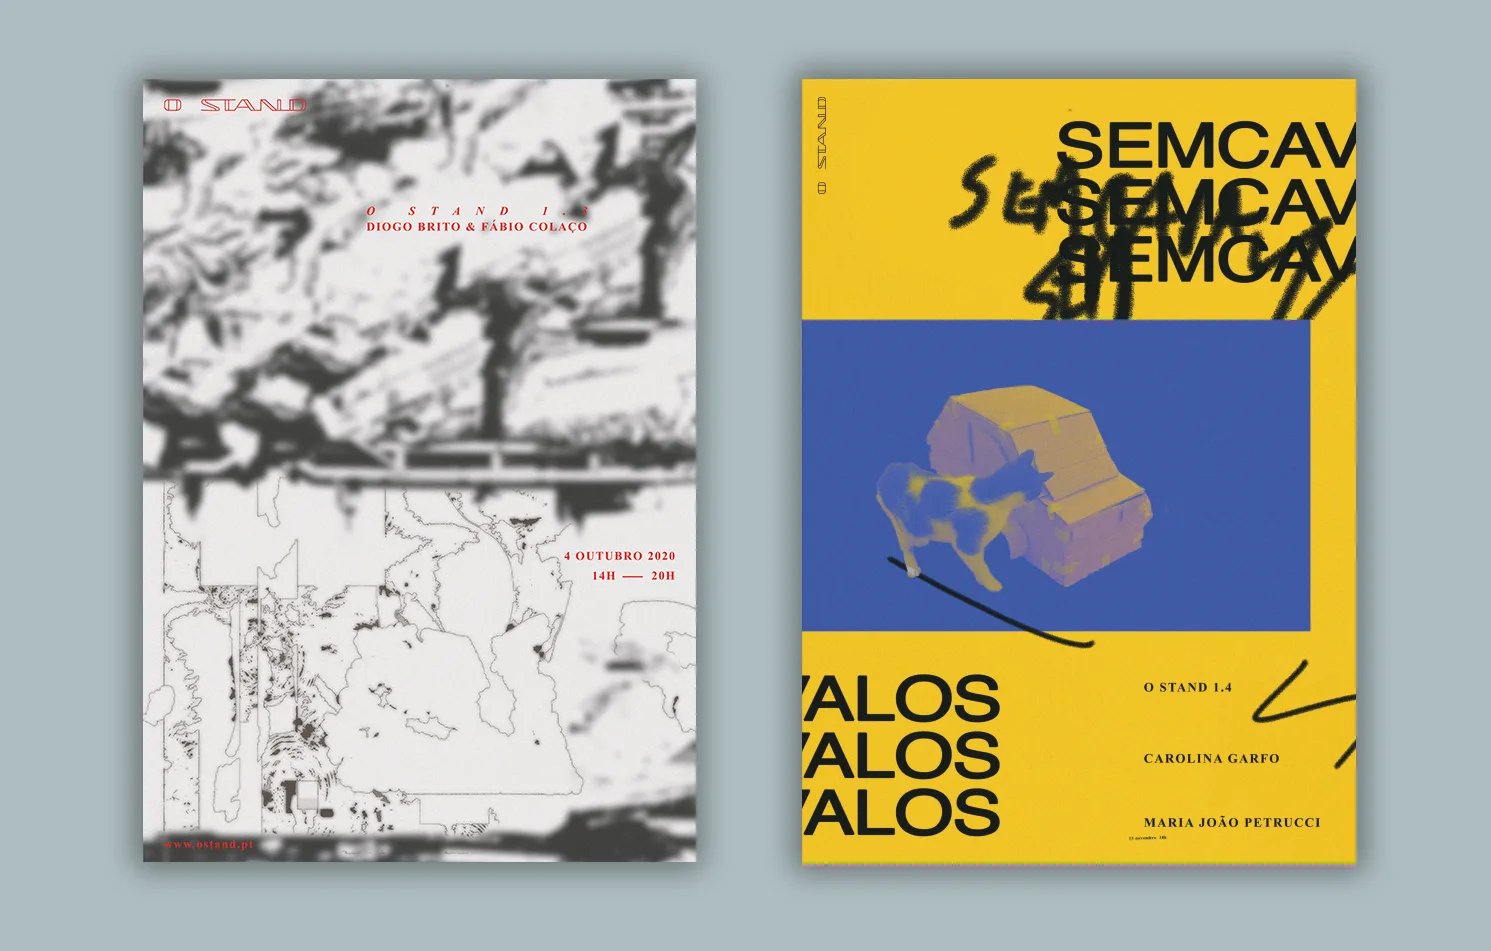 O STAND
O STAND 1.3
DIOGO BRITO & FÁBIO COLAÇO
4 OUTUBRO 2020
14H — 20H
www.ostand.pt
O STAND
SEMCAV
SEMCAV
SEMCAV
VALOS
VALOS
VALOS
O STAND 1.4
CAROLINA GARFO
MARIA JOÃO PETRUCCI